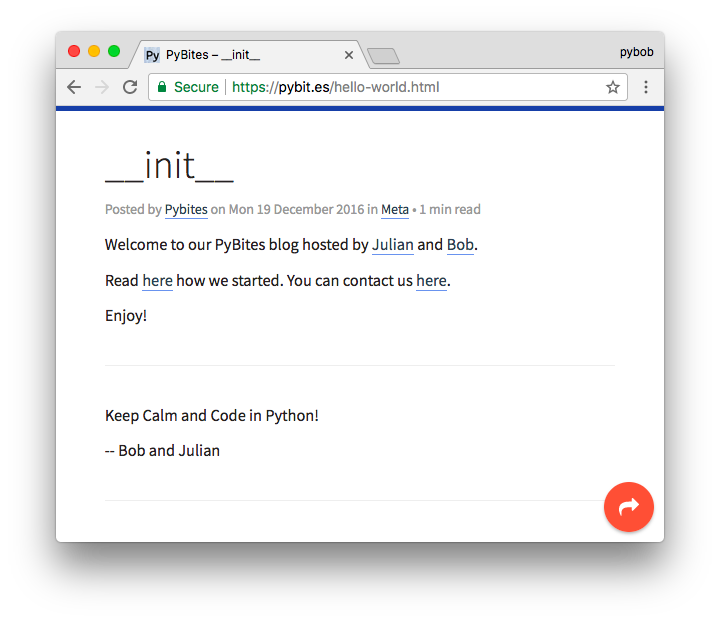 Py PyBites – __init__
pybob
Secure https://pybit.es/hello-world.html
__init__
Posted by Pybites on Mon 19 December 2016 in Meta • 1 min read
Welcome to our PyBites blog hosted by Julian and Bob.
Read here how we started. You can contact us here.
Enjoy!
Keep Calm and Code in Python!
-- Bob and Julian